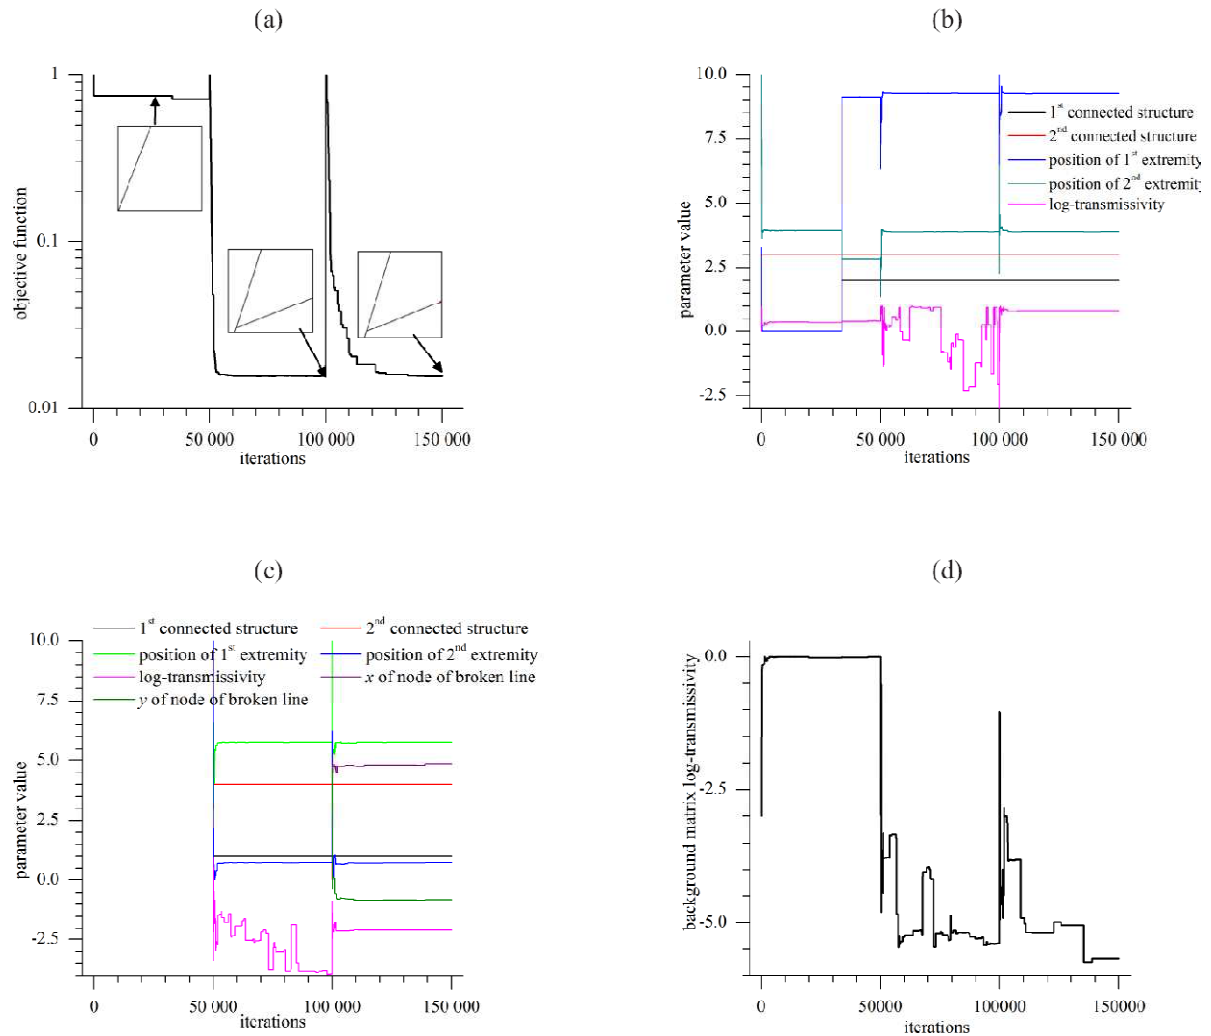 (a)
1
0.1
0.01
objective function
0
50 000
100 000
150 000
iterations
(b)
10.0
7.5
5.0
2.5
0.0
-2.5
parameter value
1st connected structure
2nd connected structure
position of 1st extremity
position of 2nd extremity
log-transmissivity
0
50 000
100 000
150 000
iterations
(c)
1st connected structure
2nd connected structure
position of 1st extremity
position of 2nd extremity
log-transmissivity
x of node of broken line
y of node of broken line
10.0
7.5
5.0
2.5
0.0
-2.5
parameter value
0
50 000
100 000
150 000
iterations
(d)
0.0
-2.5
-5.0
background matrix log-transmissivity
0
50000
100000
150 000
iterations